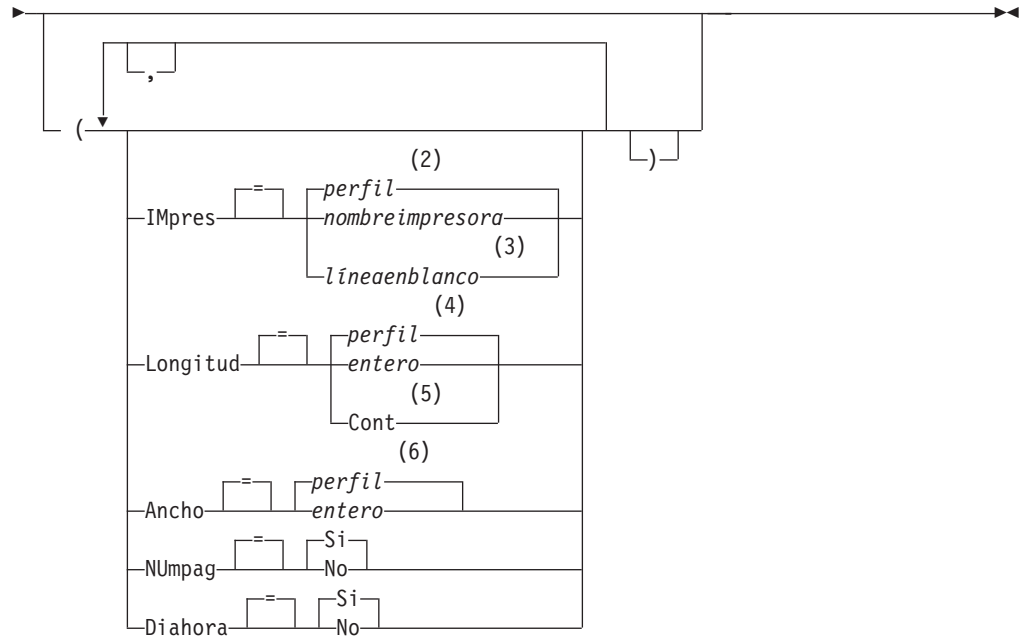 ,
( )
(2)
= perfil
IMpres nombreimpresora
(3)
líneaenblanco
(4)
= perfil
Longitud entero
(5)
Cont
(6)
= perfil
Ancho entero
= Si
NUmpag No
= Si
Diahora No